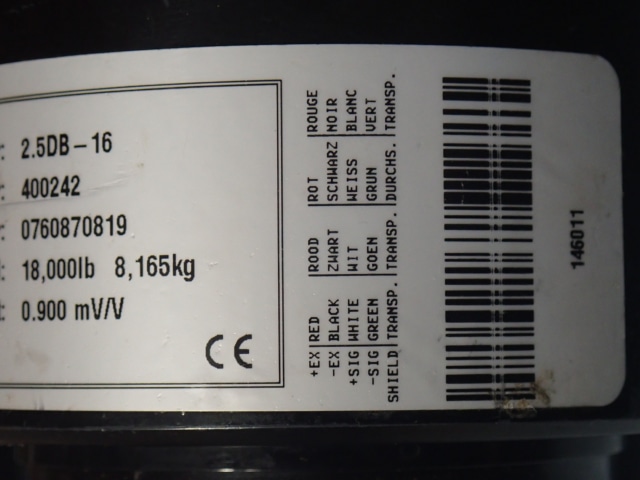 : 2.5DB-16
: 400242
: 0760870819
: 18,000lb 8,165kg
: 0.900 mV/V
CE
+EX|RED |ROOD |ROT |ROUGE
-EX|BLACK |ZWART |SCHWARZ|NOIR
+SIG|WHITE |WIT |WEISS |BLANC
-SIG|GREEN |GOEN |GRUN |VERT
SHIELD|TRANSP.|TRANSP.|DURCHS.|TRANSP.
146011